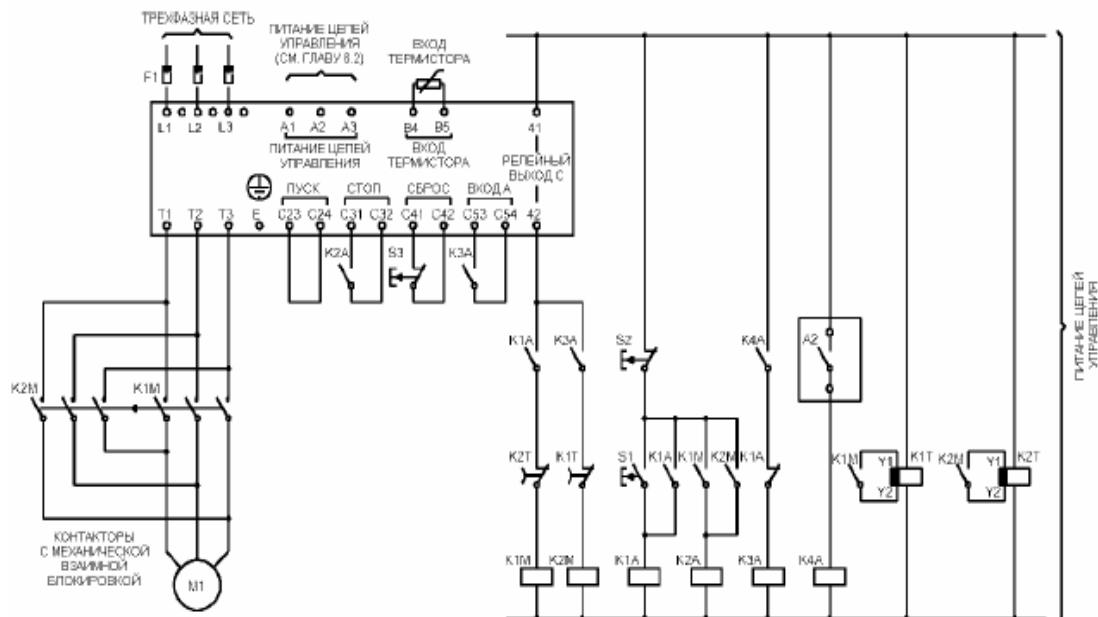 ТРЕХФАЗНАЯ СЕТЬ
ПИТАНИЕ ЦЕПЕЙ
УПРАВЛЕНИЯ
(СМ. ГЛАВУ 8.2)
ВХОД
ТЕРМИСТОРА
F1
L1 L2 L3 A1 A2 A3 B4 B5 41
ПИТАНИЕ ЦЕПЕЙ
УПРАВЛЕНИЯ
ВХОД
ТЕРМИСТОРА
РЕЛЕЙНЫЙ
ВЫХОД С
ПУСК СТОП СБРОС ВХОД А
T1 T2 T3 E C23 C24 C31 C32 C41 C42 C53 C54 42
K2A S3 K3A
ПИТАНИЕ ЦЕПЕЙ
УПРАВЛЕНИЯ
K1A K3A S2 K4A A2
K2M K1M
K2T K1T S1 K1A K1M K2M K1A K1M Y1 K1T K2M Y1 K2T
Y2 Y2
КОНТАКТОРЫ
С МЕХАНИЧЕСКОЙ
ВЗАИМНОЙ
БЛОКИРОВКОЙ
M1
K1M K2M K1A K2A K3A K4A